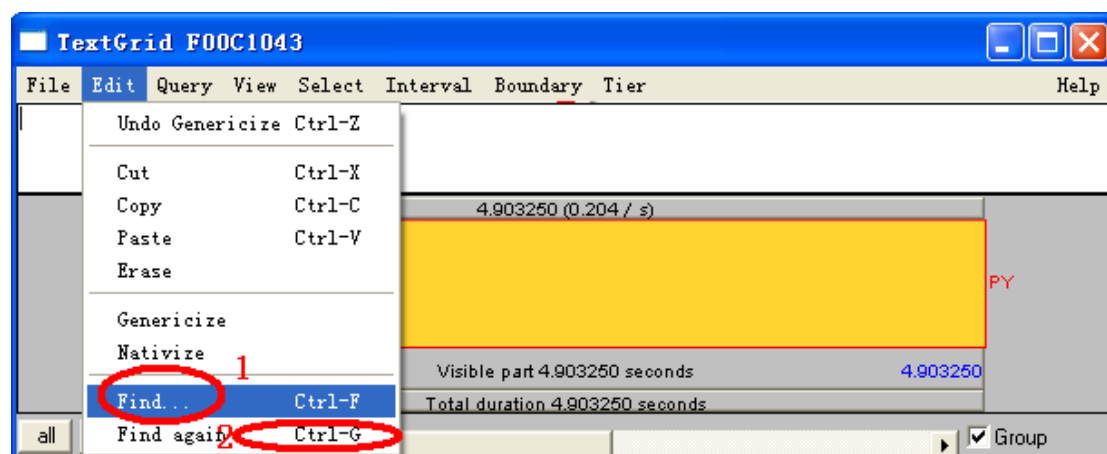 TextGrid F00C1043
File Edit Query View Select Interval Boundary Tier Help
Undo Genericize Ctrl-Z
Cut Ctrl-X
Copy Ctrl-C
4.903250 (0.204 / s)
Paste Ctrl-V
Erase
PY
Genericize
Nativize
1
Visible part 4.903250 seconds 4.903250
Find... Ctrl-F
Total duration 4.903250 seconds
all
Find again 2 Ctrl-G
Group